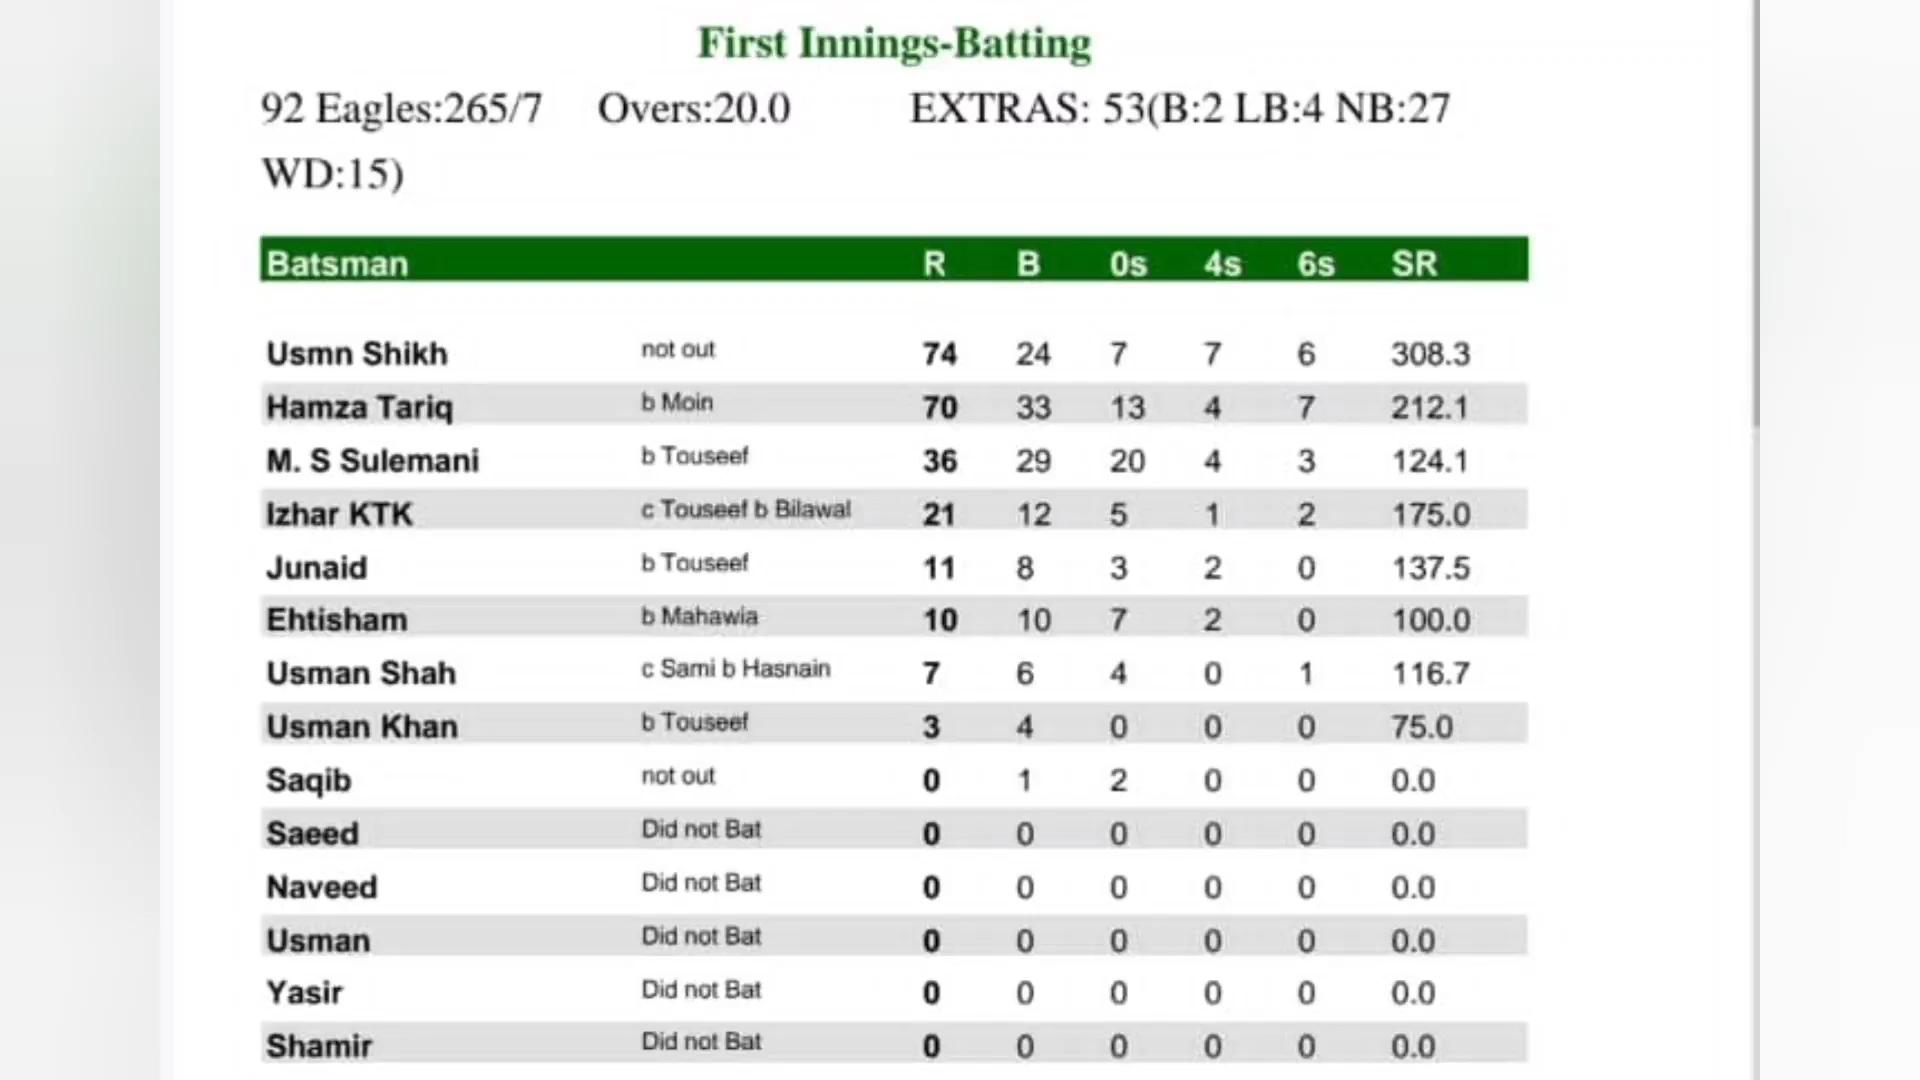 First Innings-Batting
92 Eagles:265/7 Overs:20.0 EXTRAS: 53(B:2 LB:4 NB:27
WD:15)
Batsman R B 0s 4s 6s SR
Usmn Shikh not out 74 24 7 7 6 308.3
Hamza Tariq b Moin 70 33 13 4 7 212.1
M. S Sulemani b Touseef 36 29 20 4 3 124.1
Izhar KTK c Touseef b Bilawal 21 12 5 1 2 175.0
Junaid b Touseef 11 8 3 2 0 137.5
Ehtisham b Mahawia 10 10 7 2 0 100.0
Usman Shah c Sami b Hasnain 7 6 4 0 1 116.7
Usman Khan b Touseef 3 4 0 0 0 75.0
Saqib not out 0 1 2 0 0 0.0
Saeed Did not Bat 0 0 0 0 0 0.0
Naveed Did not Bat 0 0 0 0 0 0.0
Usman Did not Bat 0 0 0 0 0 0.0
Yasir Did not Bat 0 0 0 0 0 0.0
Shamir Did not Bat 0 0 0 0 0 0.0